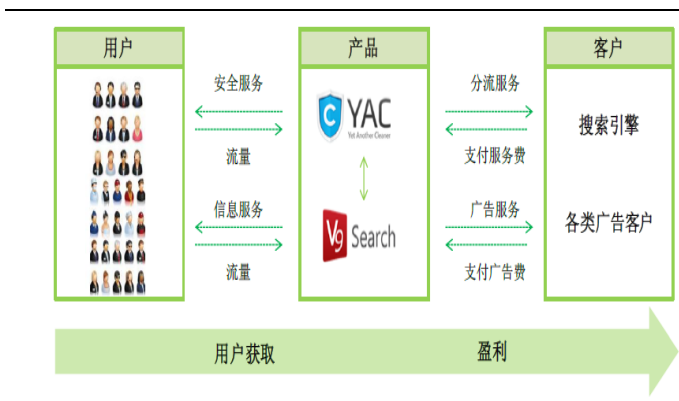 用户
产品
客户
安全服务
流量
信息服务
流量
YAC
Yet Another Cleaner
V9 Search
分流服务
支付服务费
广告服务
支付广告费
搜索引擎
各类广告客户
用户获取
盈利